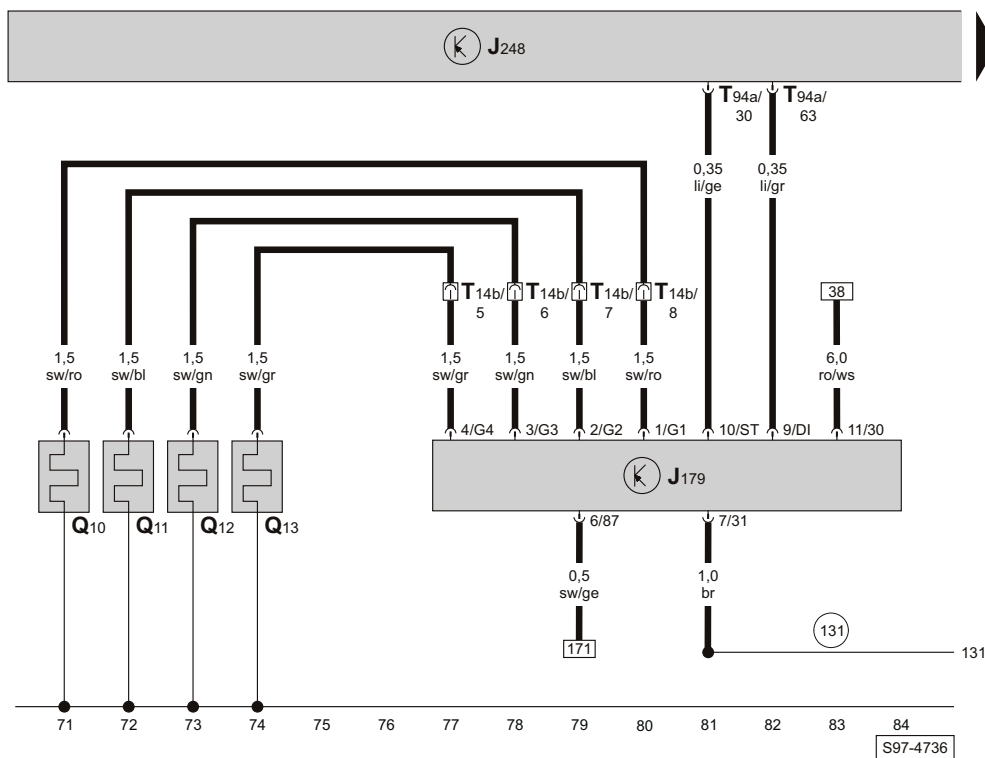 J248
T94a/ T94a/
30 63
0,35 0,35
li/ge li/gr
T14b/ T14b/ T14b/ T14b/ 38
5 6 7 8
1,5 1,5 1,5 1,5 1,5 1,5 1,5 1,5 6,0
sw/ro sw/bl sw/gn sw/gr sw/gr sw/gn sw/bl sw/ro ro/ws
4/G4 3/G3 2/G2 1/G1 10/ST 9/DI 11/30
J179
Q10 Q11 Q12 Q13 6/87 7/31
0,5 1,0
sw/ge br
131
171 131
71 72 73 74 75 76 77 78 79 80 81 82 83 84
S97-4736